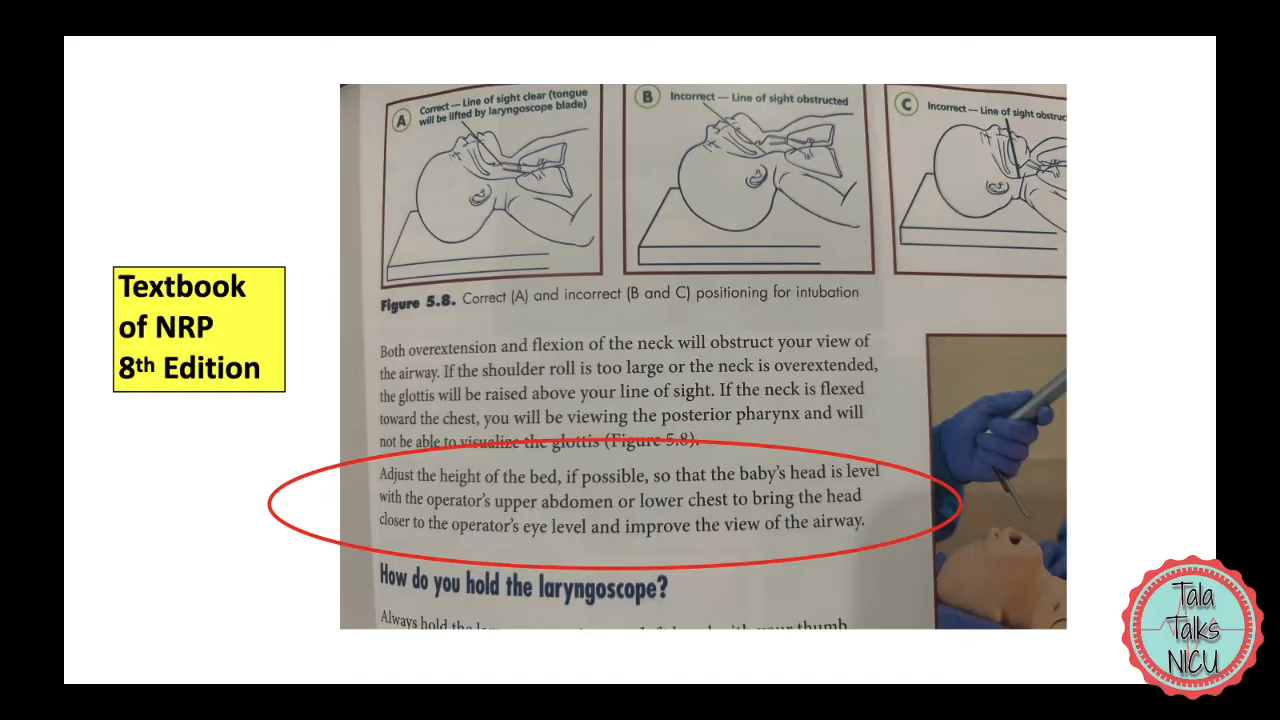 Textbook
of NRP
8th Edition
A
Correct — Line of sight clear (tongue
will be lifted by laryngoscope blade)
B
Incorrect — Line of sight obstructed
C
Incorrect — Line of sight obstruc
Figure 5.8. Correct (A) and incorrect (B and C) positioning for intubation
Both overextension and flexion of the neck will obstruct your view of
the airway. If the shoulder roll is too large or the neck is overextended,
the glottis will be raised above your line of sight. If the neck is flexed
toward the chest, you will be viewing the posterior pharynx and will
not be able to visualize the glottis (Figure 5.8).
Adjust the height of the bed, if possible, so that the baby's head is level
with the operator's upper abdomen or lower chest to bring the head
closer to the operator's eye level and improve the view of the airway.
How do you hold the laryngoscope?
Always hold the your thumb
Tala
Talks
NICU